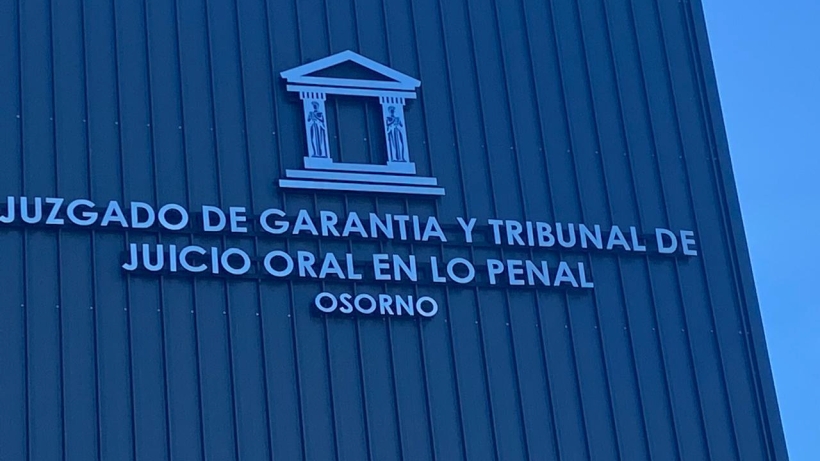 JUZGADO DE GARANTIA Y TRIBUNAL DE
JUICIO ORAL EN LO PENAL
OSORNO